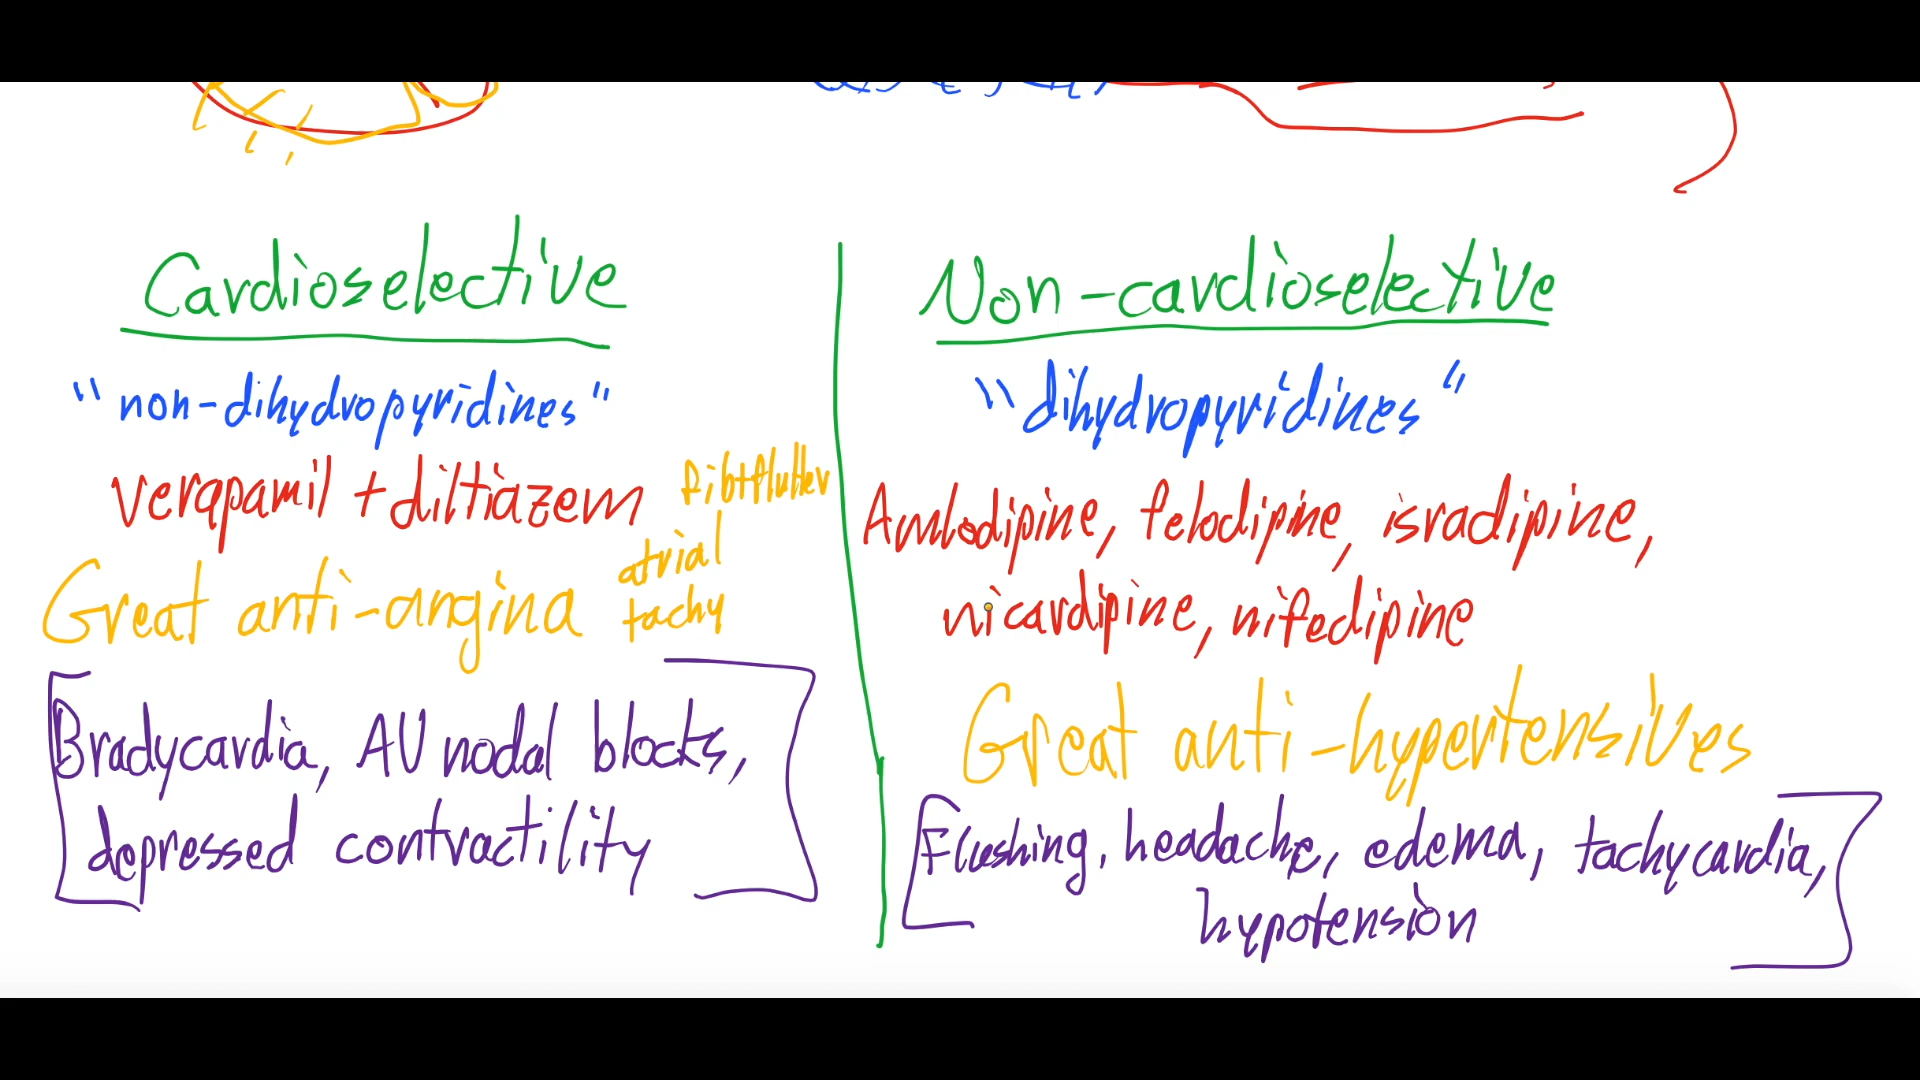 Cardioselective
"non-dihydropyridines"
Verapamil + diltiazem
fib+flutter
atrial
tachy
Great anti-angina
Bradycardia, AV nodal blocks,
depressed contractility
Non-cardioselective
"dihydropyridines"
Amlodipine, felodipine, isradipine,
nicardipine, nifedipine
Great anti-hypertensives
Flushing, headache, edema, tachycardia,
hypotension